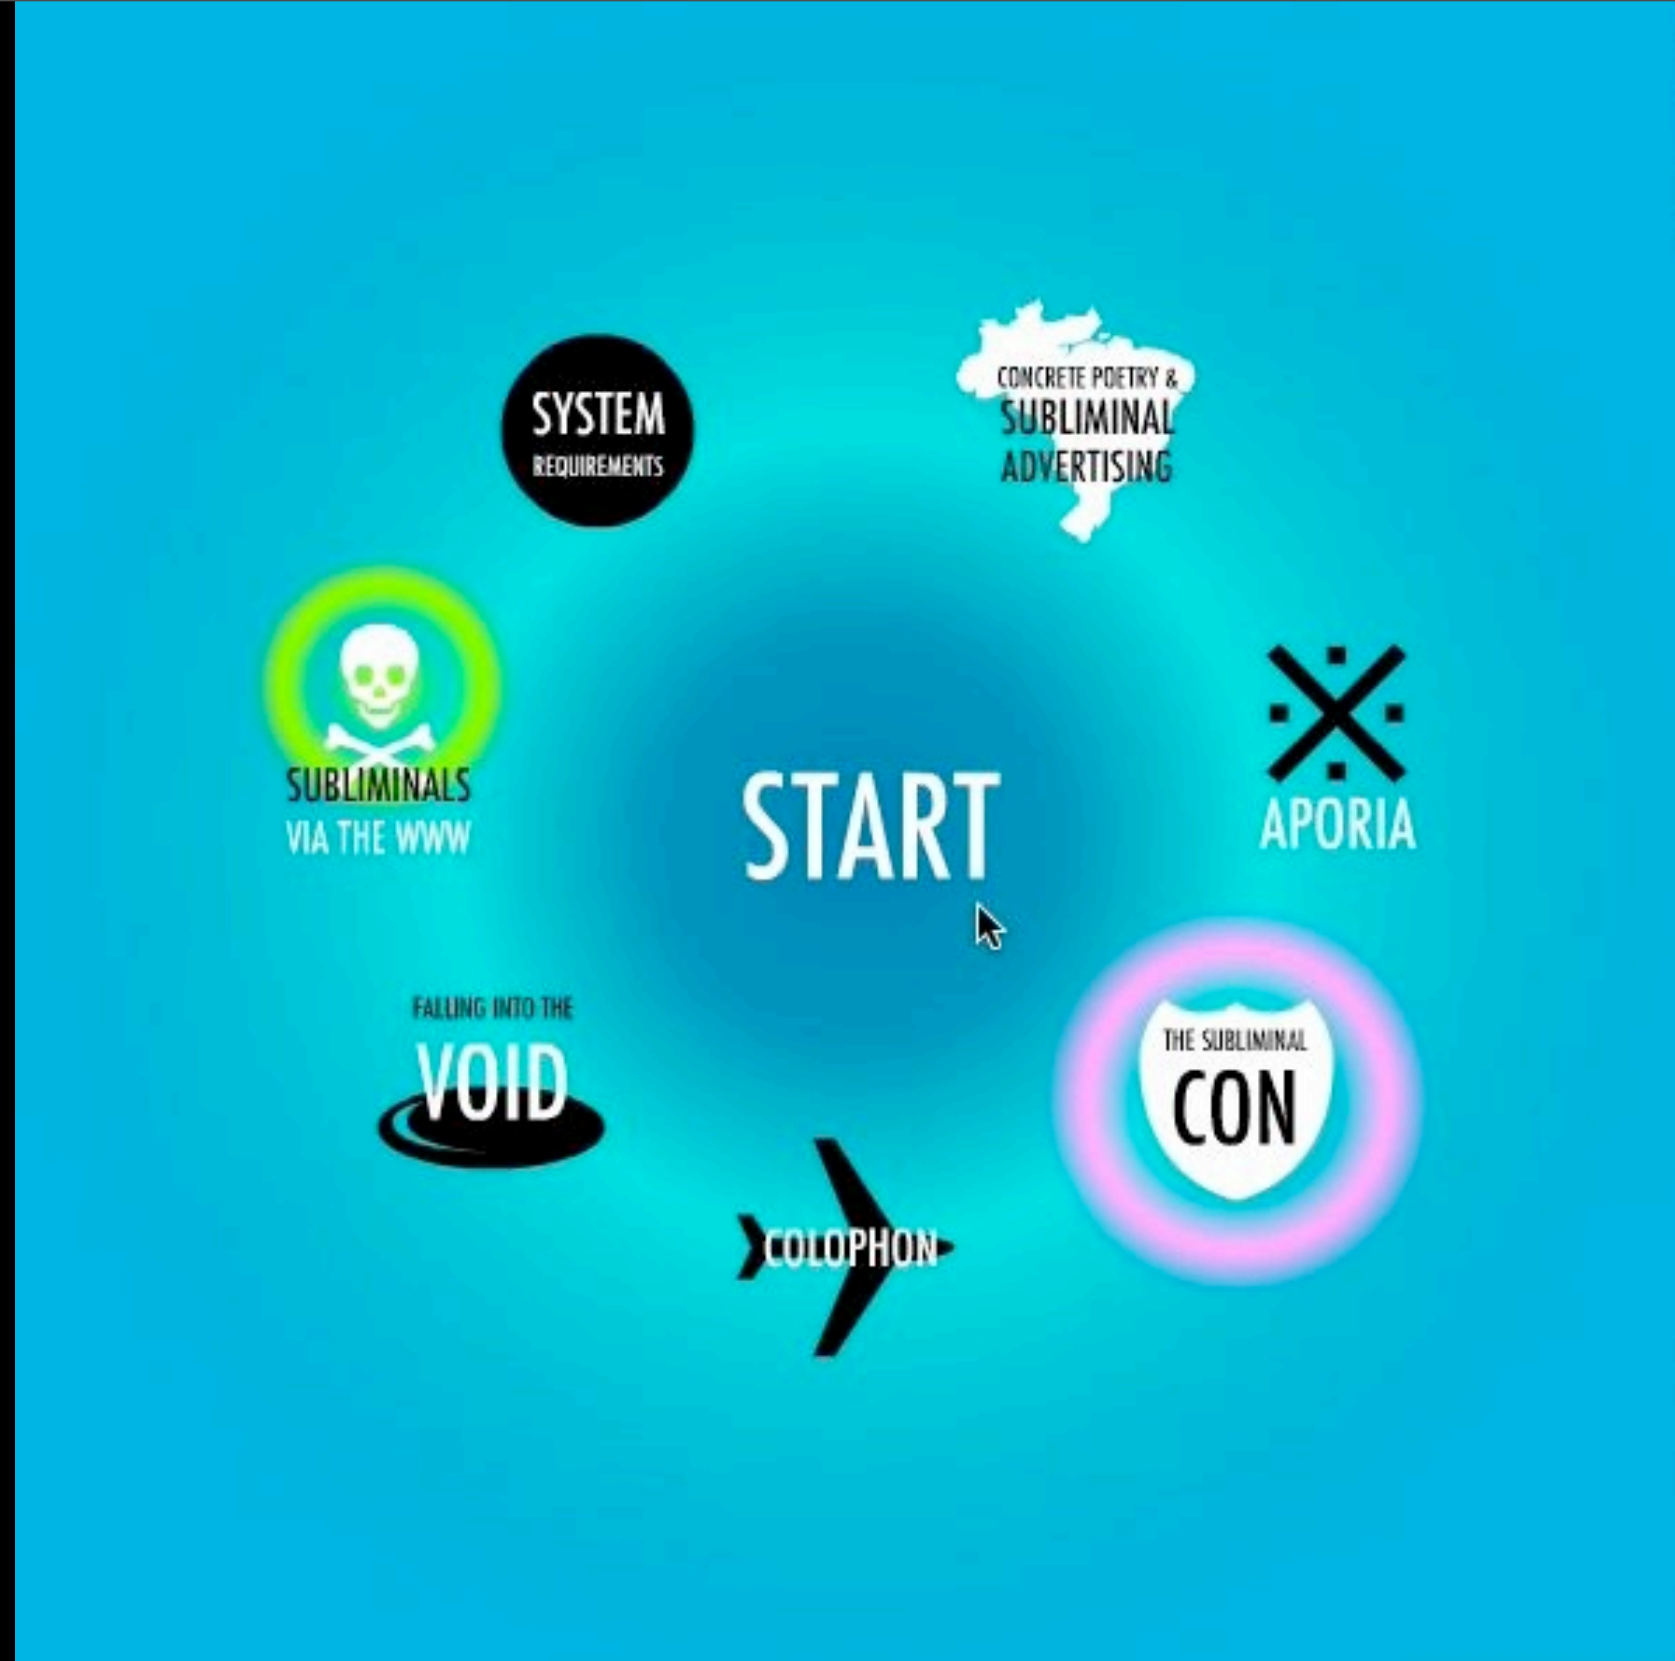 SYSTEM
REQUIREMENTS
CONCRETE POETRY &
SUBLIMINAL
ADVERTISING
SUBLIMINALS
VIA THE WWW
START
APORIA
FALLING INTO THE
VOID
THE SUBLIMINAL
CON
COLOPHON